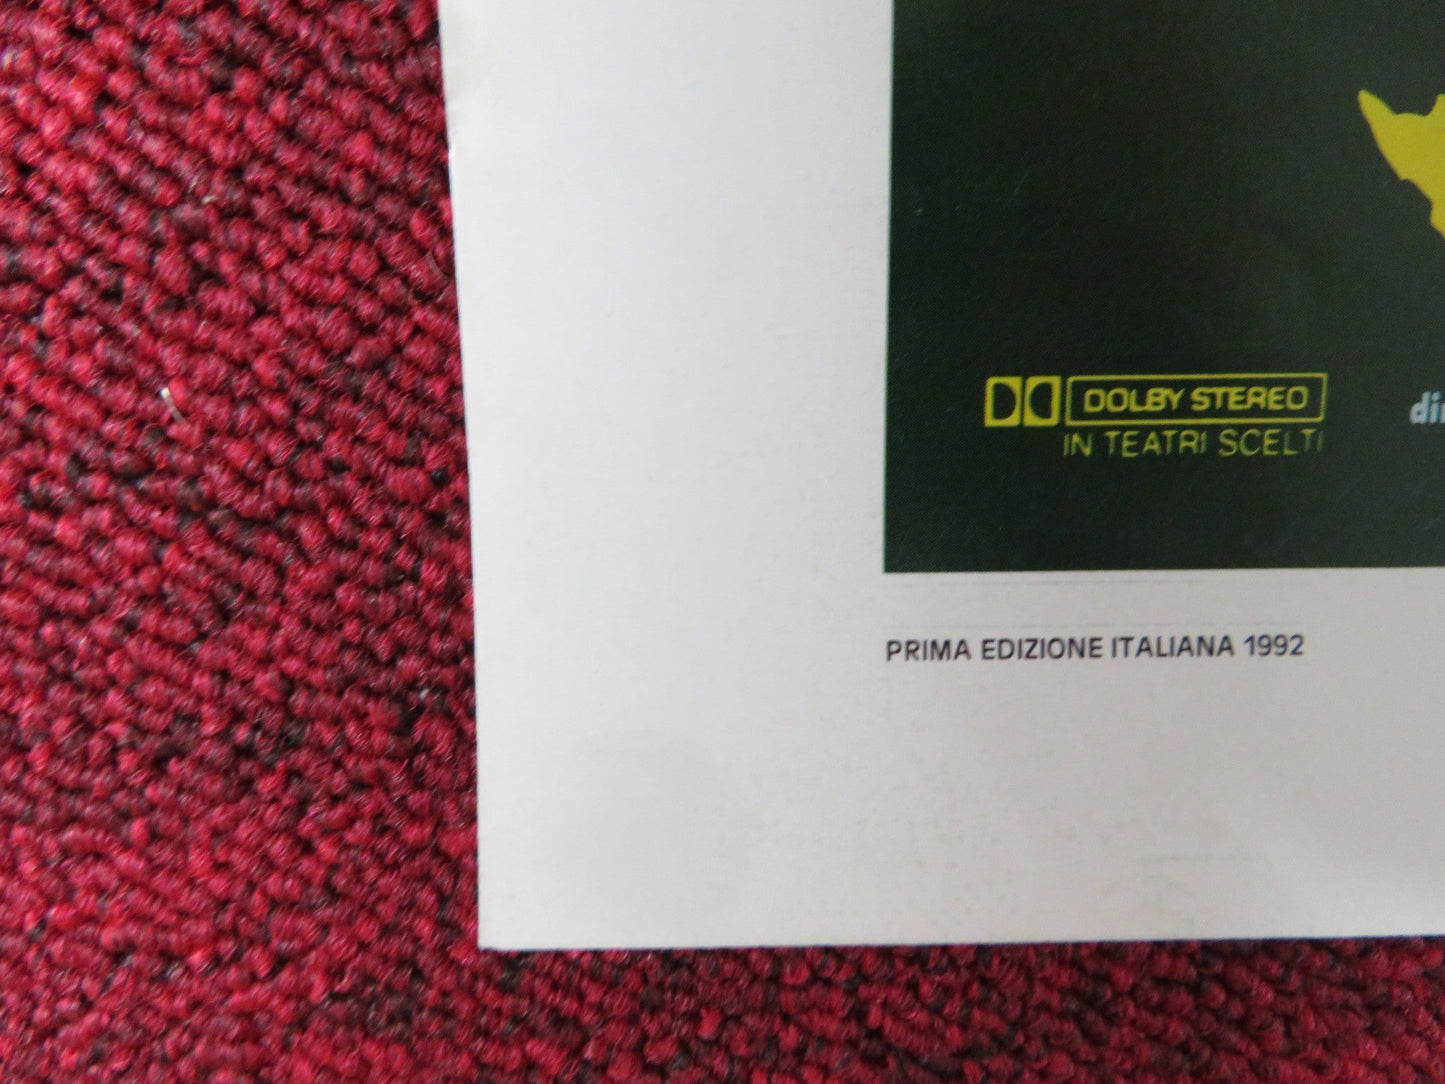 DOLBY STEREO
IN TEATRI SCELTI
PRIMA EDIZIONE ITALIANA 1992